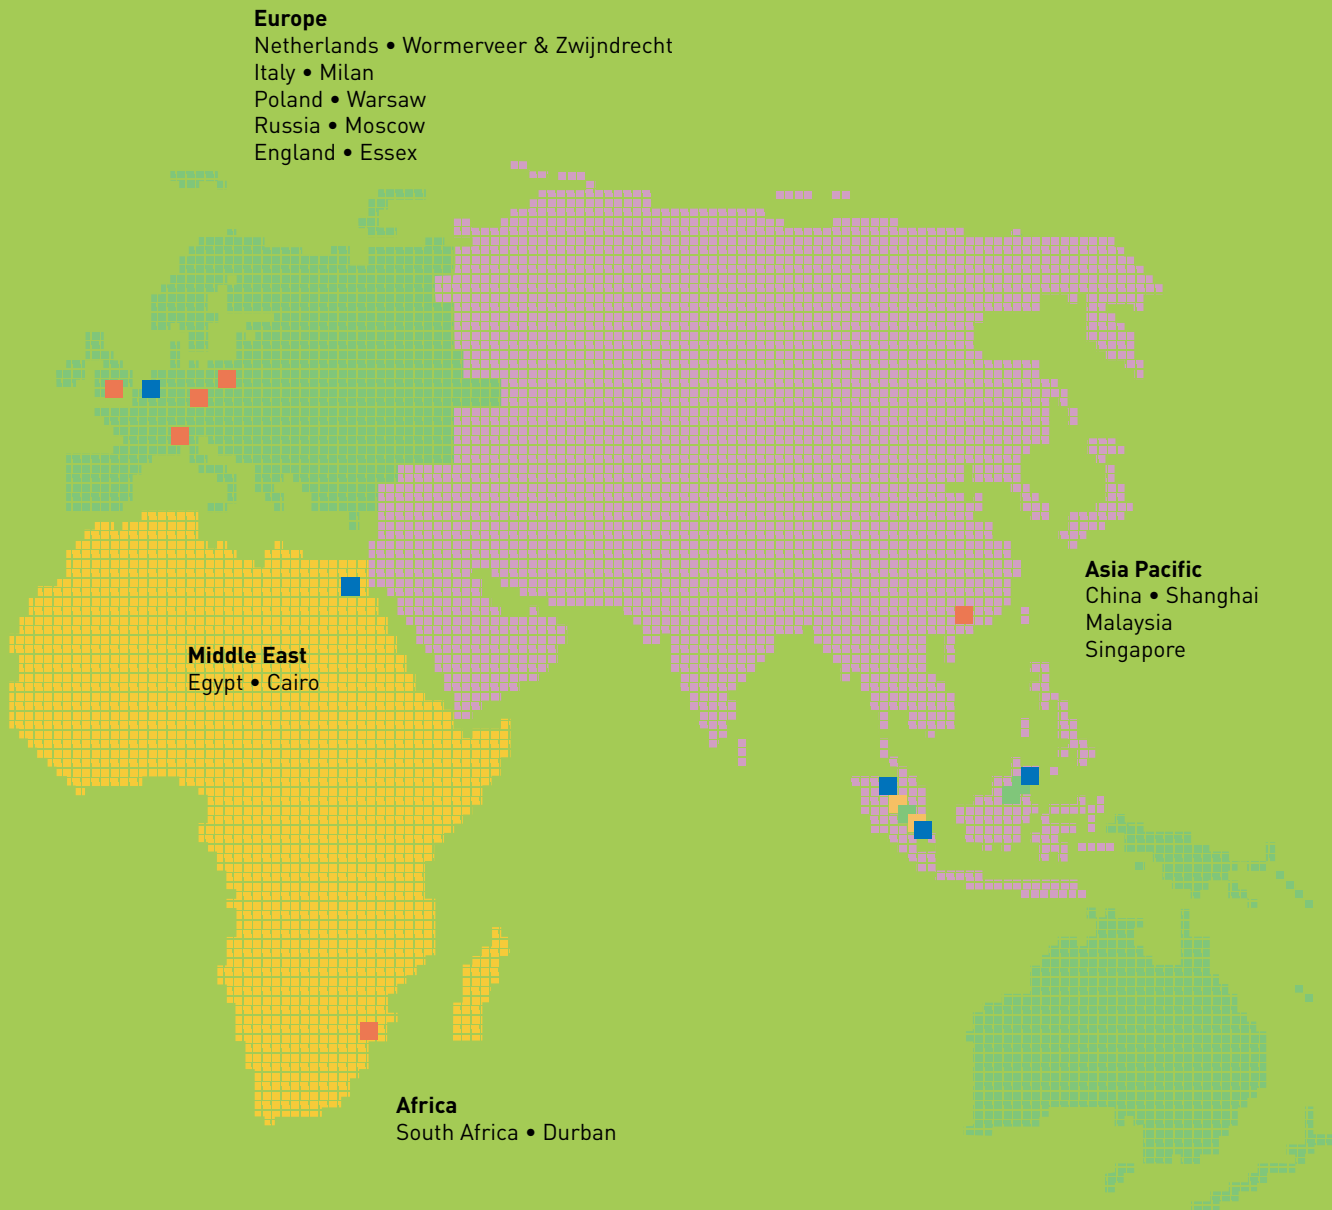 Europe
Netherlands • Wormerveer & Zwijndrecht
Italy • Milan
Poland • Warsaw
Russia • Moscow
England • Essex
Asia Pacific
China • Shanghai
Malaysia
Singapore
Middle East
Egypt • Cairo
Africa
South Africa • Durban